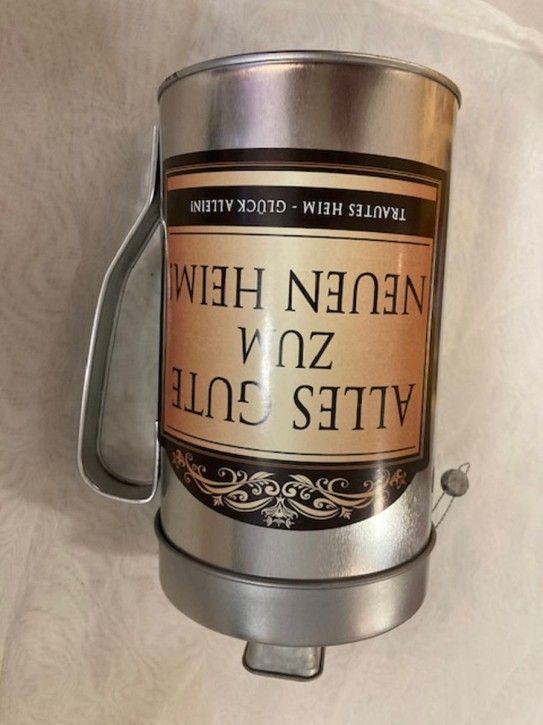 ALLES GUTE
ZUM
NEUEN HEIM!
TRAUTES HEIM - GLÜCK ALLEIN!